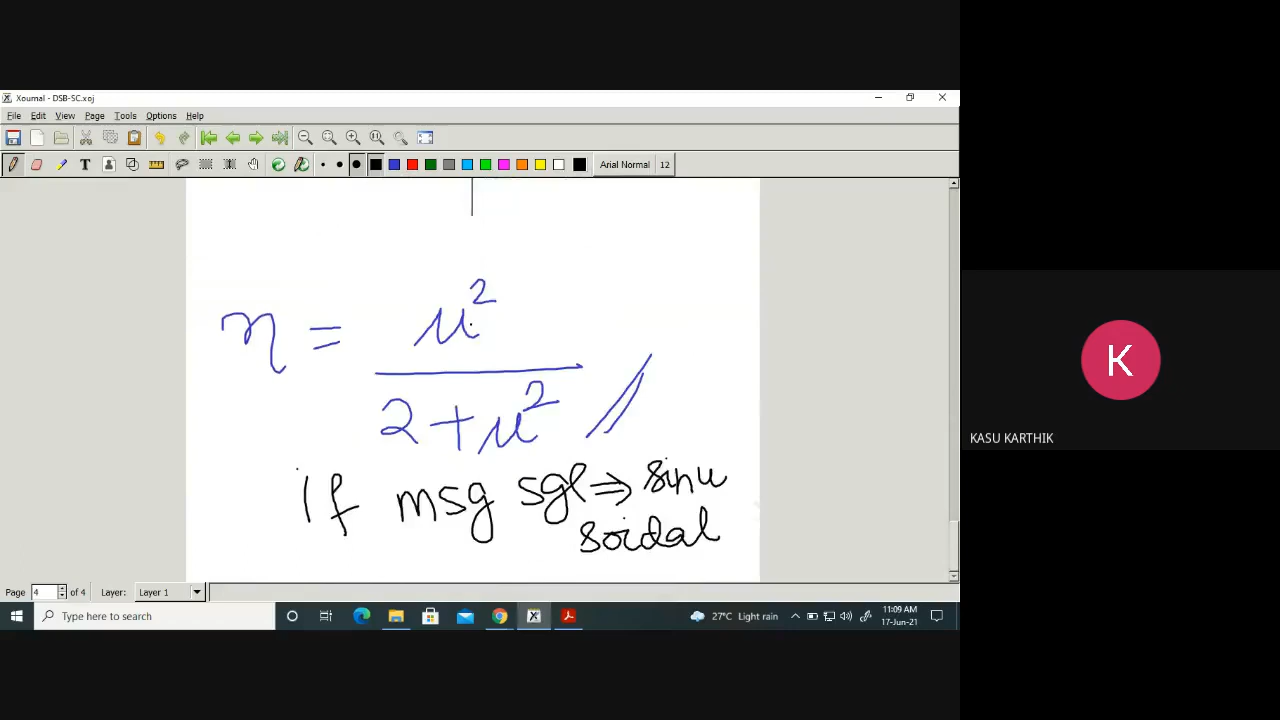 Xournal - DSB-SC.xoj
File Edit View Page Tools Options Help
Arial Normal 12
η = μ²
2 + μ²
if msg sgl ⇒ sinu
soidal
KASU KARTHIK
K
Page 4 of 4 Layer: Layer 1
Type here to search
27°C Light rain
11:09 AM
17-Jun-21